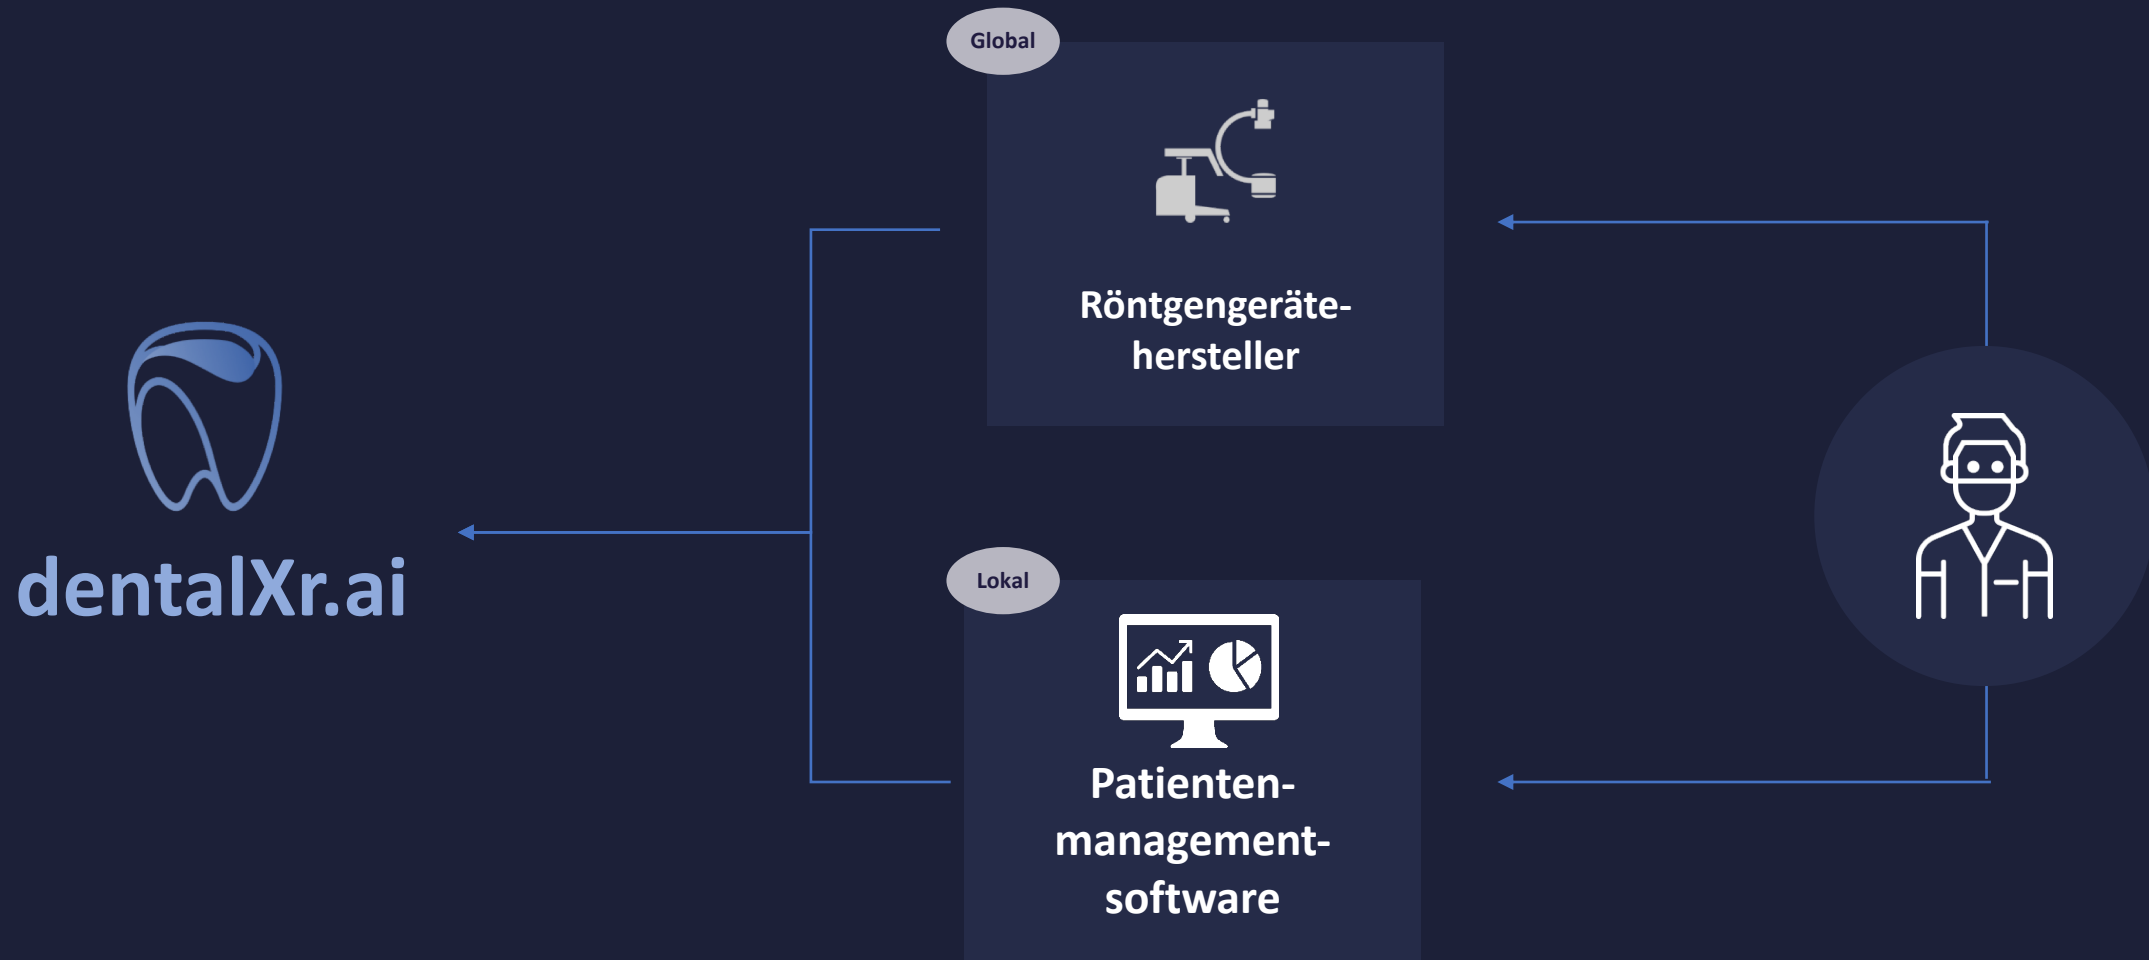 Global
Röntgengeräte-
hersteller
dentalXr.ai
Lokal
Patienten-
management-
software